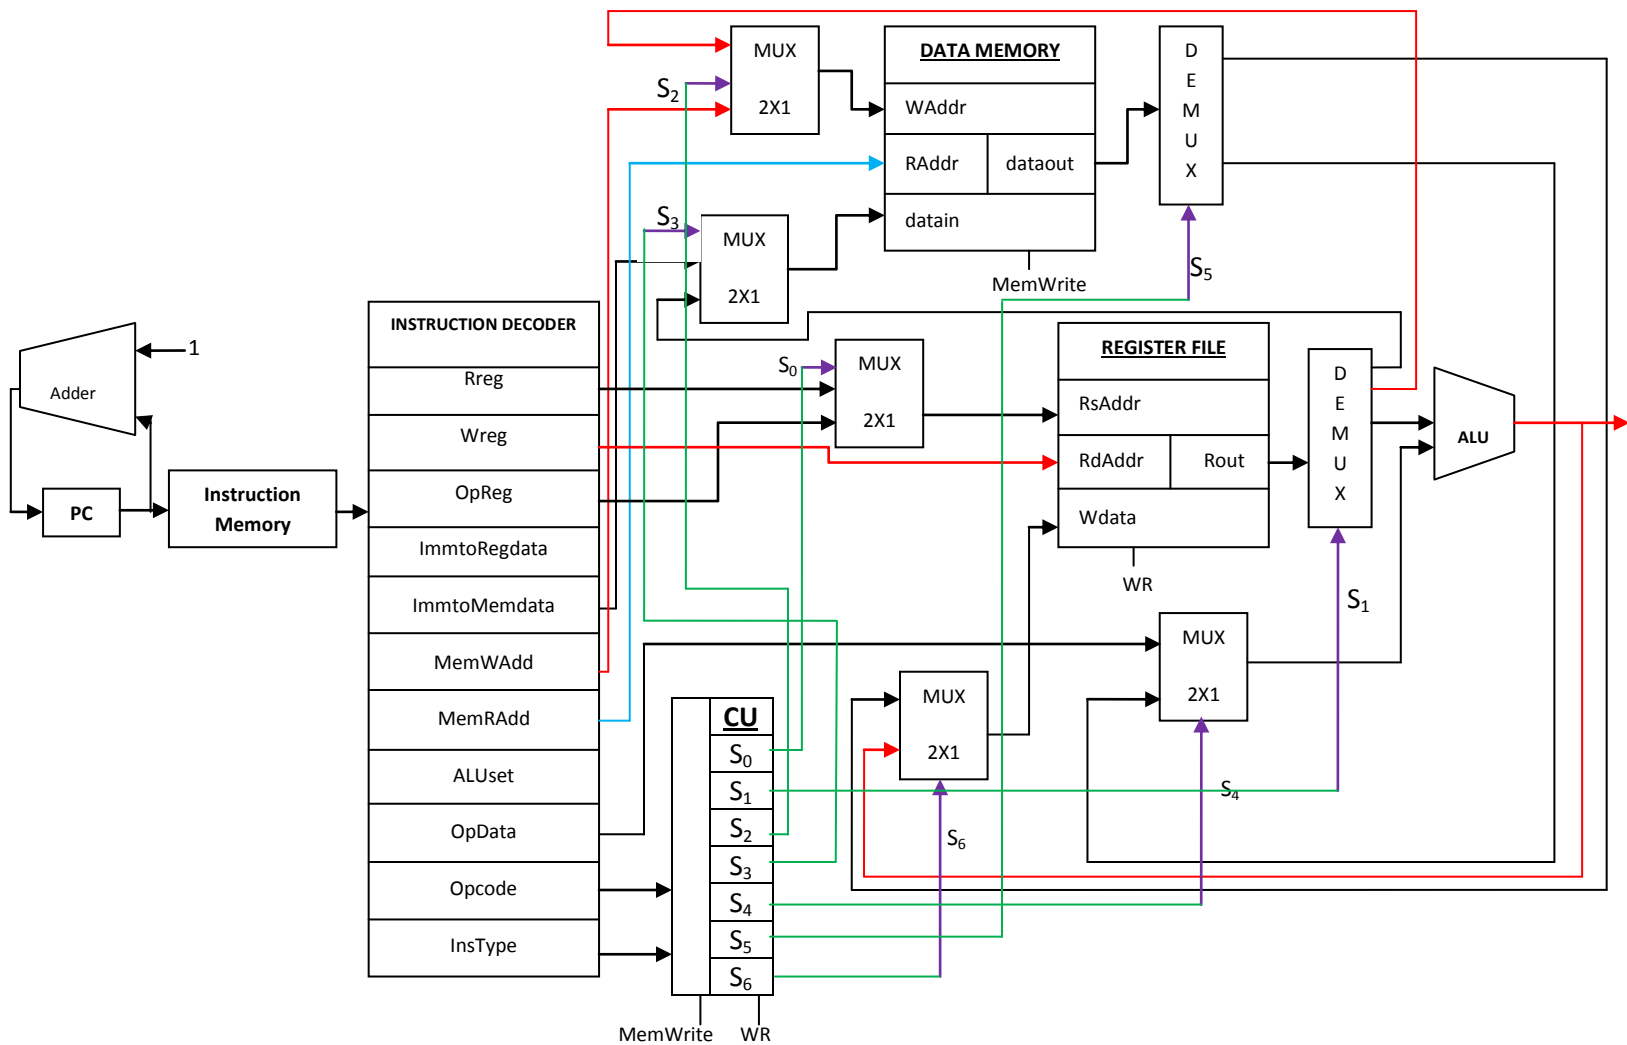 MUX
2X1
S2
DATA MEMORY
WAddr
RAddr
dataout
datain
MemWrite
D
E
M
U
X
S5
S3
MUX
2X1
INSTRUCTION DECODER
Rreg
Wreg
OpReg
ImmtoRegdata
ImmtoMemdata
MemWAdd
MemRAdd
ALUset
OpData
Opcode
InsType
1
Adder
PC
Instruction
Memory
S0
MUX
2X1
REGISTER FILE
RsAddr
RdAddr
Rout
Wdata
WR
D
E
M
U
X
ALU
S1
MUX
2X1
S4
MUX
2X1
S6
CU
S0
S1
S2
S3
S4
S5
S6
MemWrite
WR